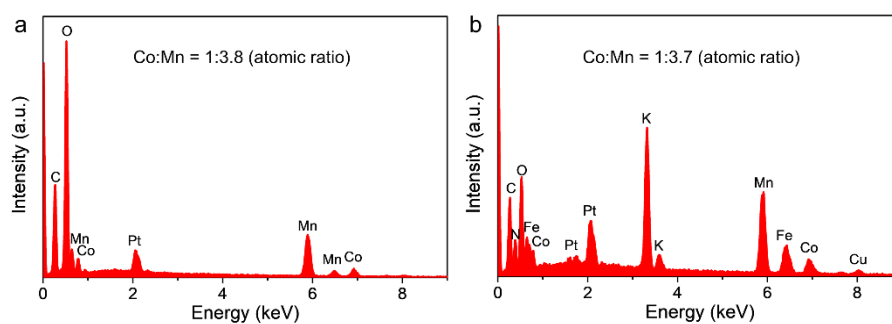 a
Co:Mn = 1:3.8 (atomic ratio)
O
C
Mn
Co
Pt
Mn
Mn
Co
Intensity (a.u.)
0 2 4 6 8
Energy (keV)
b
Co:Mn = 1:3.7 (atomic ratio)
K
O
C
N
Fe
Co
Pt
Pt
K
Mn
Fe
Co
Cu
Intensity (a.u.)
0 2 4 6 8
Energy (keV)